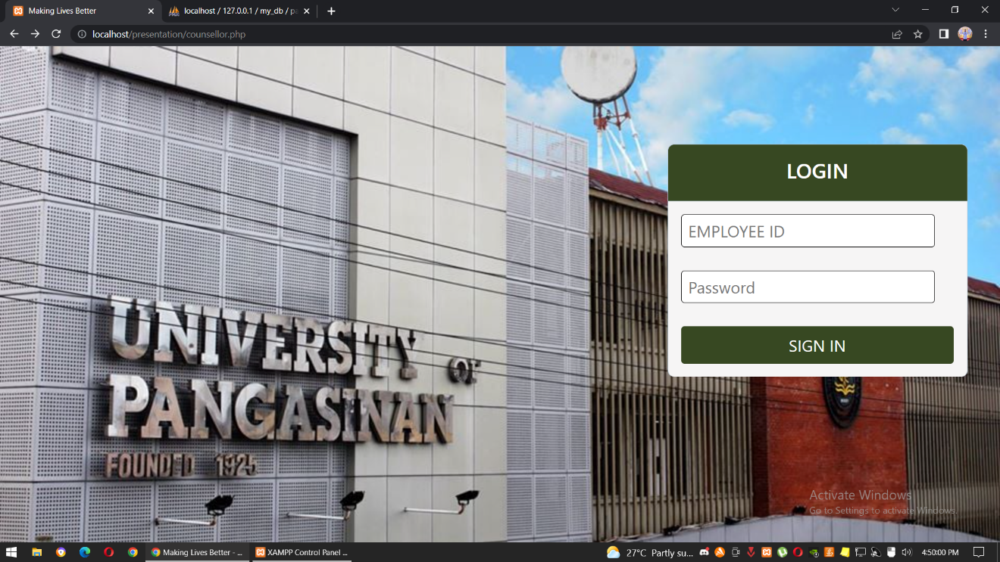 Making Lives Better
localhost / 127.0.0.1 / my_db / pa
localhost/presentation/counsellor.php
LOGIN
EMPLOYEE ID
Password
SIGN IN
UNIVERSITY OF
PANGASINAN
FOUNDED 1925
Activate Windows
Go to Settings to activate Windows.
Making Lives Better - ...
XAMPP Control Panel ...
27°C Partly su...
4:50:00 PM